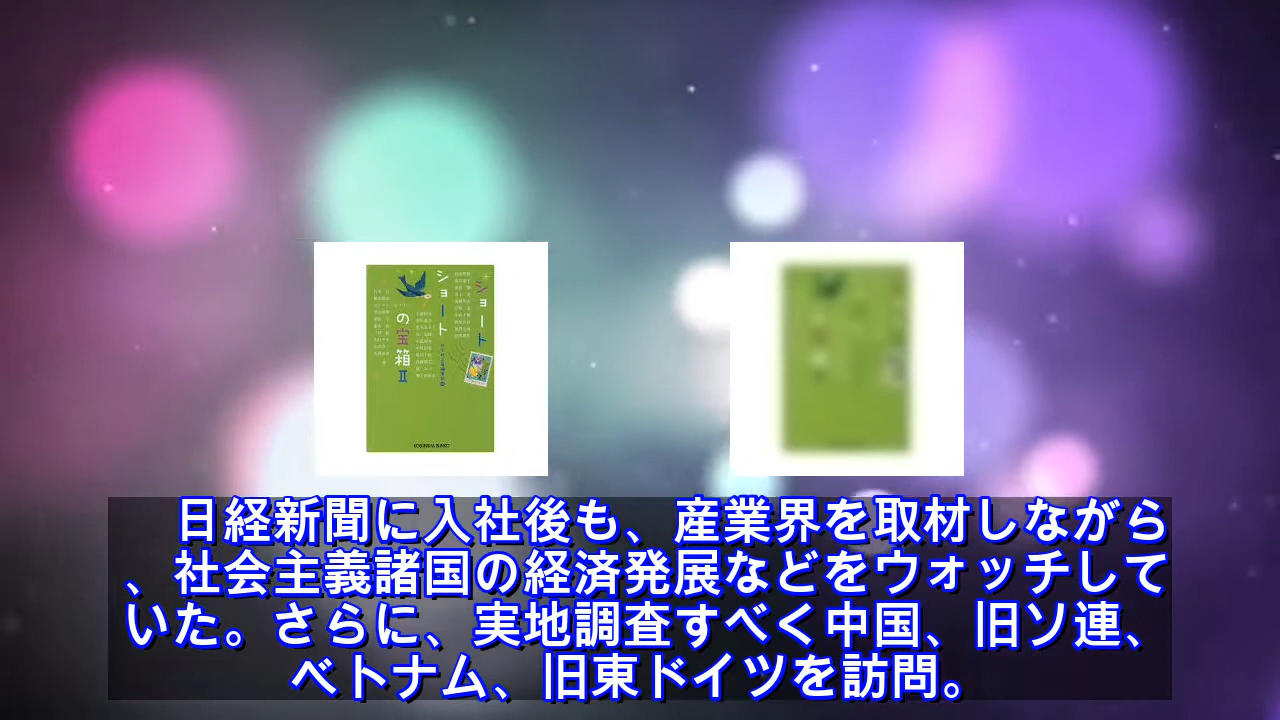 ショート
ショート
の宝箱Ⅱ
KOBUNSHA BUNKO
日経新聞に入社後も、産業界を取材しながら
、社会主義諸国の経済発展などをウォッチして
いた。さらに、実地調査すべく中国、旧ソ連、
ベトナム、旧東ドイツを訪問。